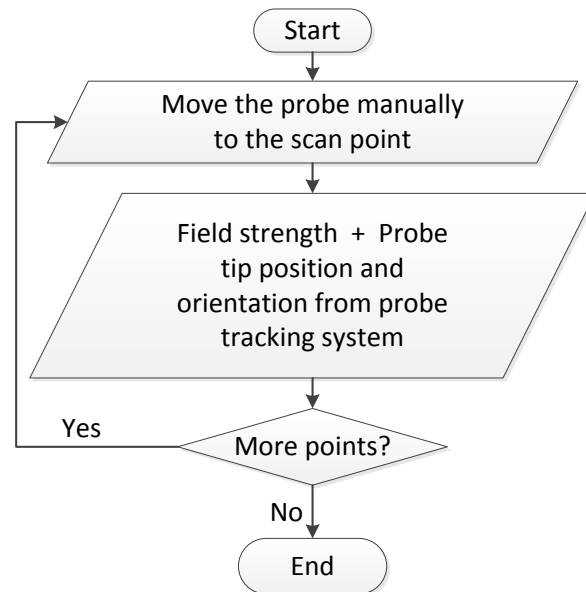 Start
Move the probe manually
to the scan point
Field strength + Probe
tip position and
orientation from probe
tracking system
Yes
More points?
No
End